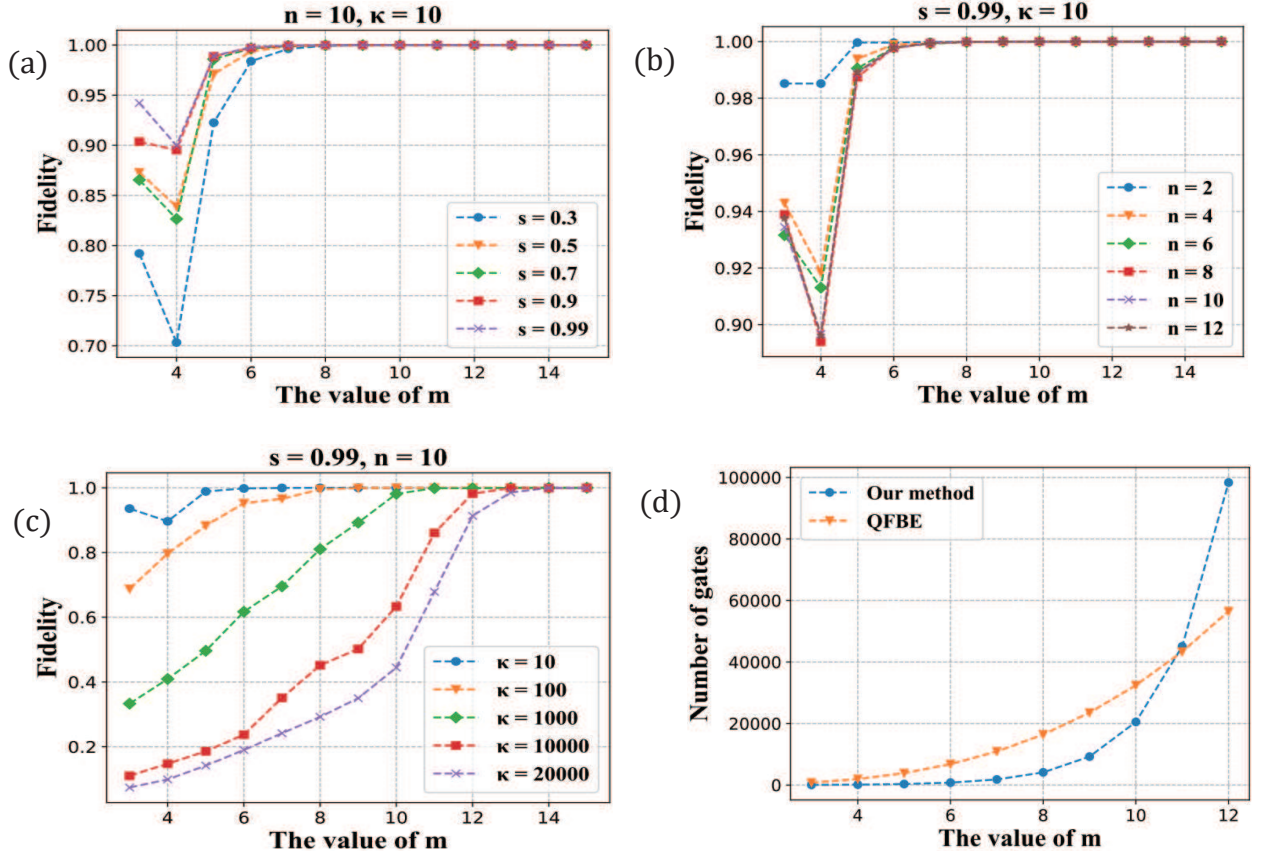 (a)
n = 10, κ = 10
Fidelity
1.00
0.95
0.90
0.85
0.80
0.75
0.70
s = 0.3
s = 0.5
s = 0.7
s = 0.9
s = 0.99
4 6 8 10 12 14
The value of m
(b)
s = 0.99, κ = 10
Fidelity
1.00
0.98
0.96
0.94
0.92
0.90
n = 2
n = 4
n = 6
n = 8
n = 10
n = 12
4 6 8 10 12 14
The value of m
(c)
s = 0.99, n = 10
Fidelity
1.0
0.8
0.6
0.4
0.2
κ = 10
κ = 100
κ = 1000
κ = 10000
κ = 20000
4 6 8 10 12 14
The value of m
(d)
Number of gates
100000
80000
60000
40000
20000
0
Our method
QFBE
4 6 8 10 12
The value of m